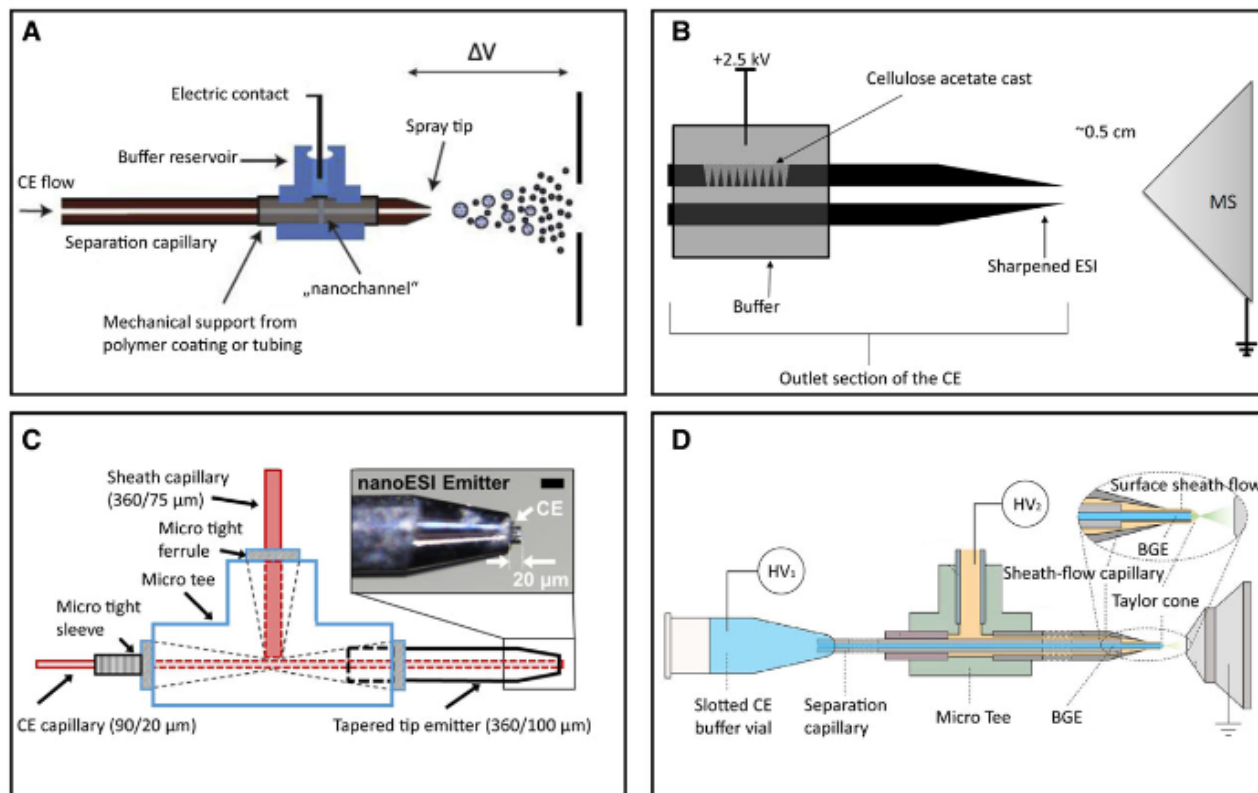 A
ΔV
Electric contact
Spray tip
Buffer reservoir
CE flow
Separation capillary
„nanochannel“
Mechanical support from
polymer coating or tubing
B
+2.5 kV
Cellulose acetate cast
~0.5 cm
MS
Sharpened ESI
Buffer
Outlet section of the CE
C
Sheath capillary
(360/75 µm)
nanoESI Emitter
CE
Micro tight
ferrule
20 µm
Micro tee
Micro tight
sleeve
CE capillary (90/20 µm)
Tapered tip emitter (360/100 µm)
D
Surface sheath flow
HV₂
BGE
HV₁
Sheath-flow capillary
Taylor cone
Slotted CE
buffer vial
Separation
capillary
Micro Tee
BGE